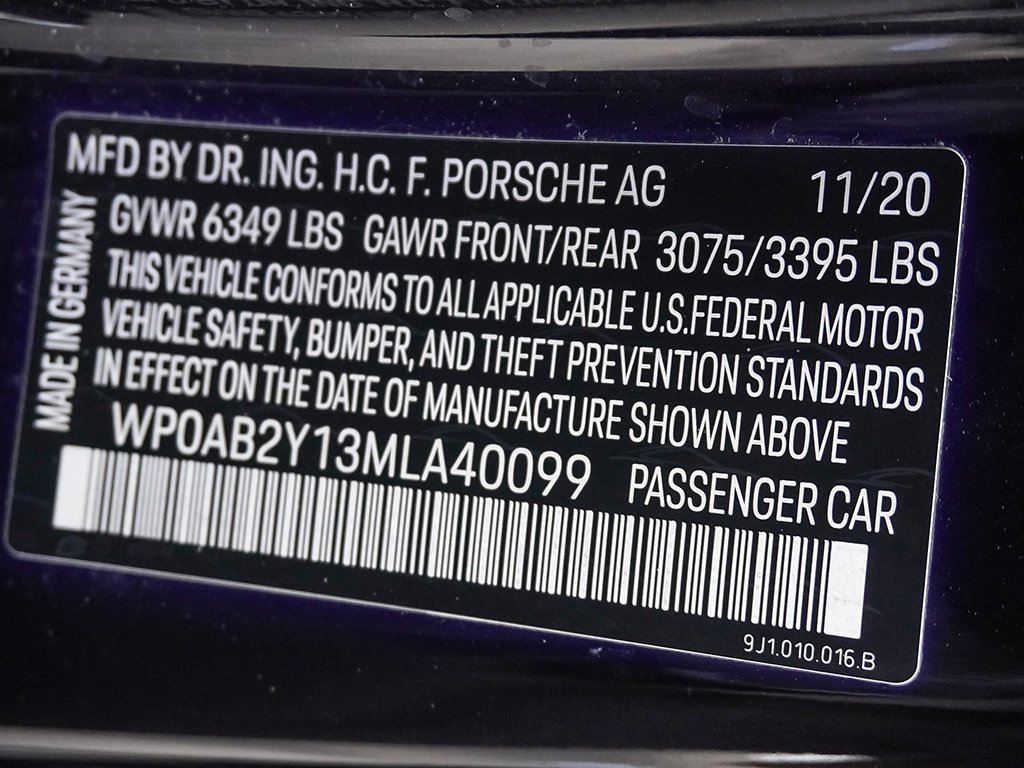 MFD BY DR. ING. H.C. F. PORSCHE AG 11/20
GVWR 6349 LBS GAWR FRONT/REAR 3075/3395 LBS
THIS VEHICLE CONFORMS TO ALL APPLICABLE U.S.FEDERAL MOTOR
VEHICLE SAFETY, BUMPER, AND THEFT PREVENTION STANDARDS
IN EFFECT ON THE DATE OF MANUFACTURE SHOWN ABOVE
WP0AB2Y13MLA40099 PASSENGER CAR
MADE IN GERMANY
9J1.010.016.B